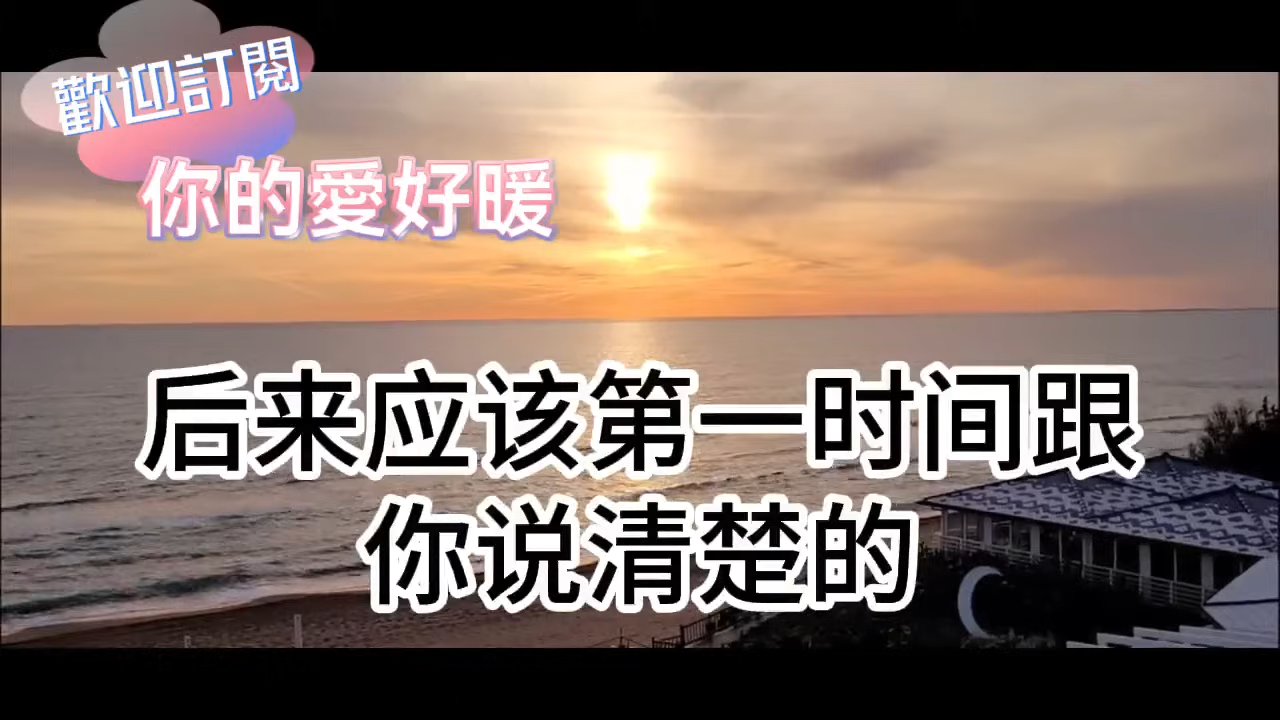 歡迎訂閱
你的愛好暖
后来应该第一时间跟
你说清楚的